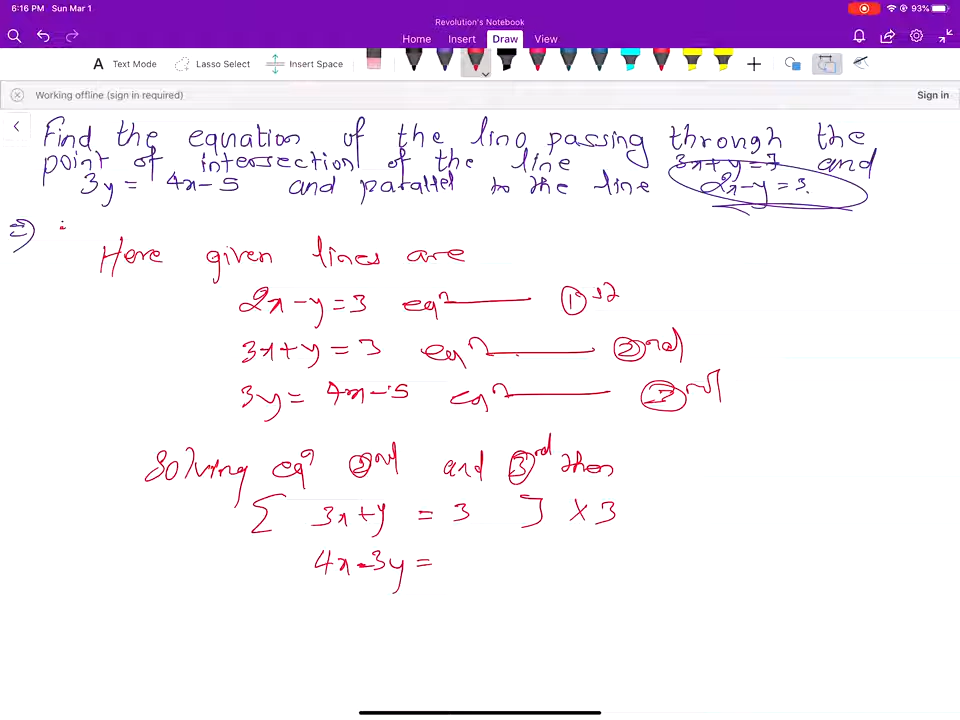 6:16 PM Sun Mar 1
93%
Revolution's Notebook
Home Insert Draw View
A Text Mode Lasso Select Insert Space
Working offline (sign in required) Sign in
Find the equation of the line passing through the
point of intersection of the line 3x+y=7 and
3y = 4x-5 and parallel to the line 2x-y=3.
⇒ :
Here given lines are
2x-y=3 eqn 1 st
3x+y=3 eqn 2nd
3y= 4x-5 eqn 3rd
Solving eqn 2nd and 3rd then
[ 3x+y = 3 ] × 3
4x-3y =